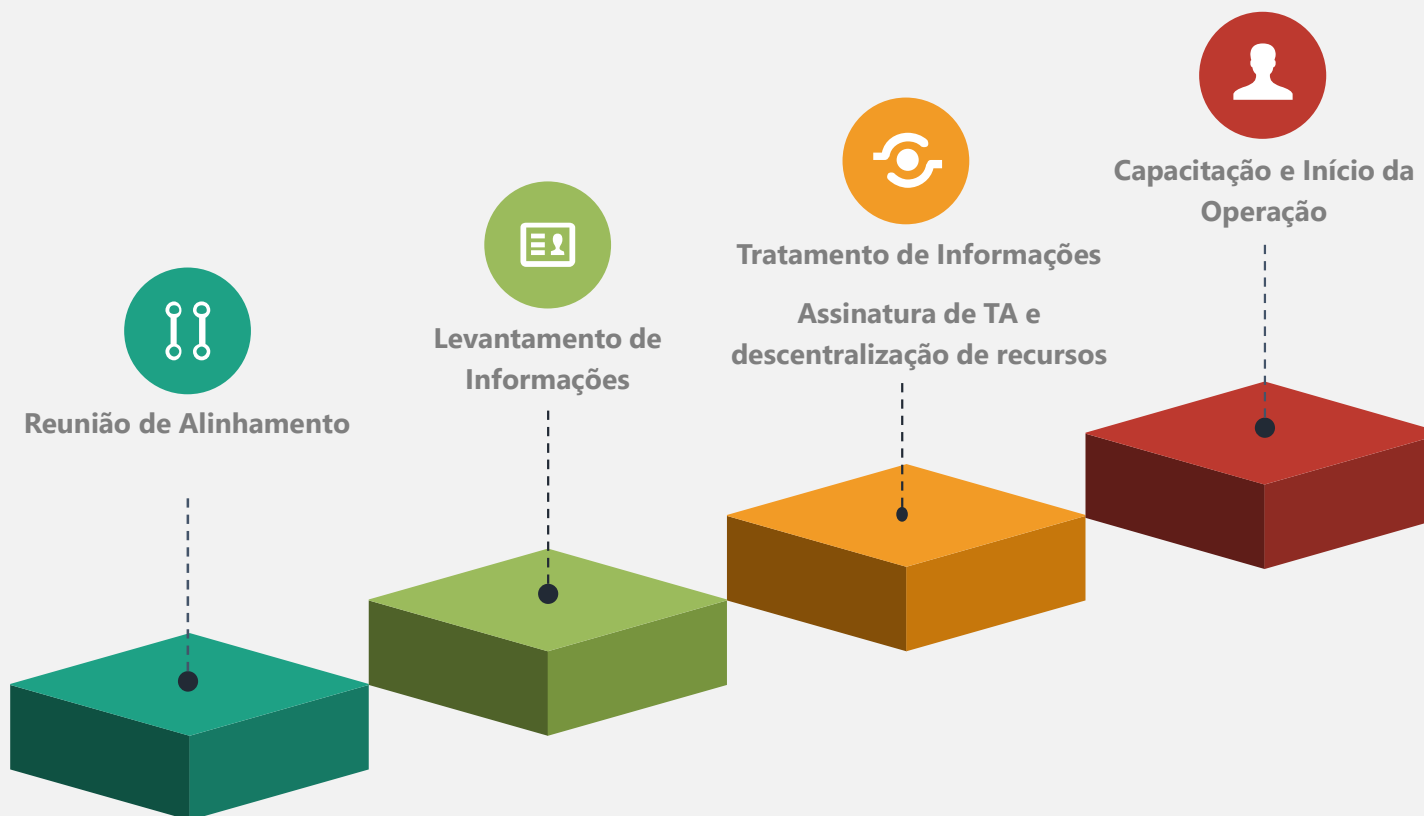 Reunião de Alinhamento
Levantamento de
Informações
Tratamento de Informações
Assinatura de TA e
descentralização de recursos
Capacitação e Início da
Operação